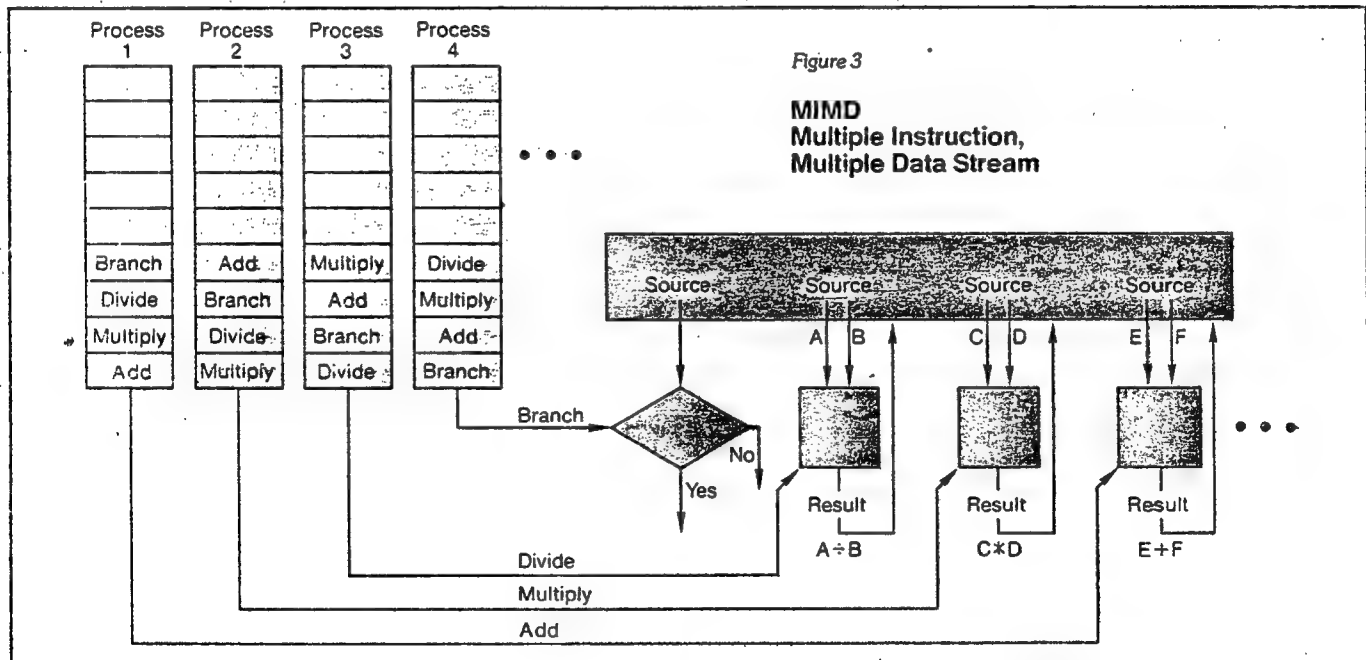 Process 1
Process 2
Process 3
Process 4
Figure 3
MIMD
Multiple Instruction,
Multiple Data Stream
Branch Add Multiply Divide
Divide Branch Add Multiply
Multiply Divide Branch Add
Add Multiply Divide Branch
Source Source Source Source
A B C D E F
Branch
No
Yes
Result Result Result
A÷B C*D E+F
Divide
Multiply
Add